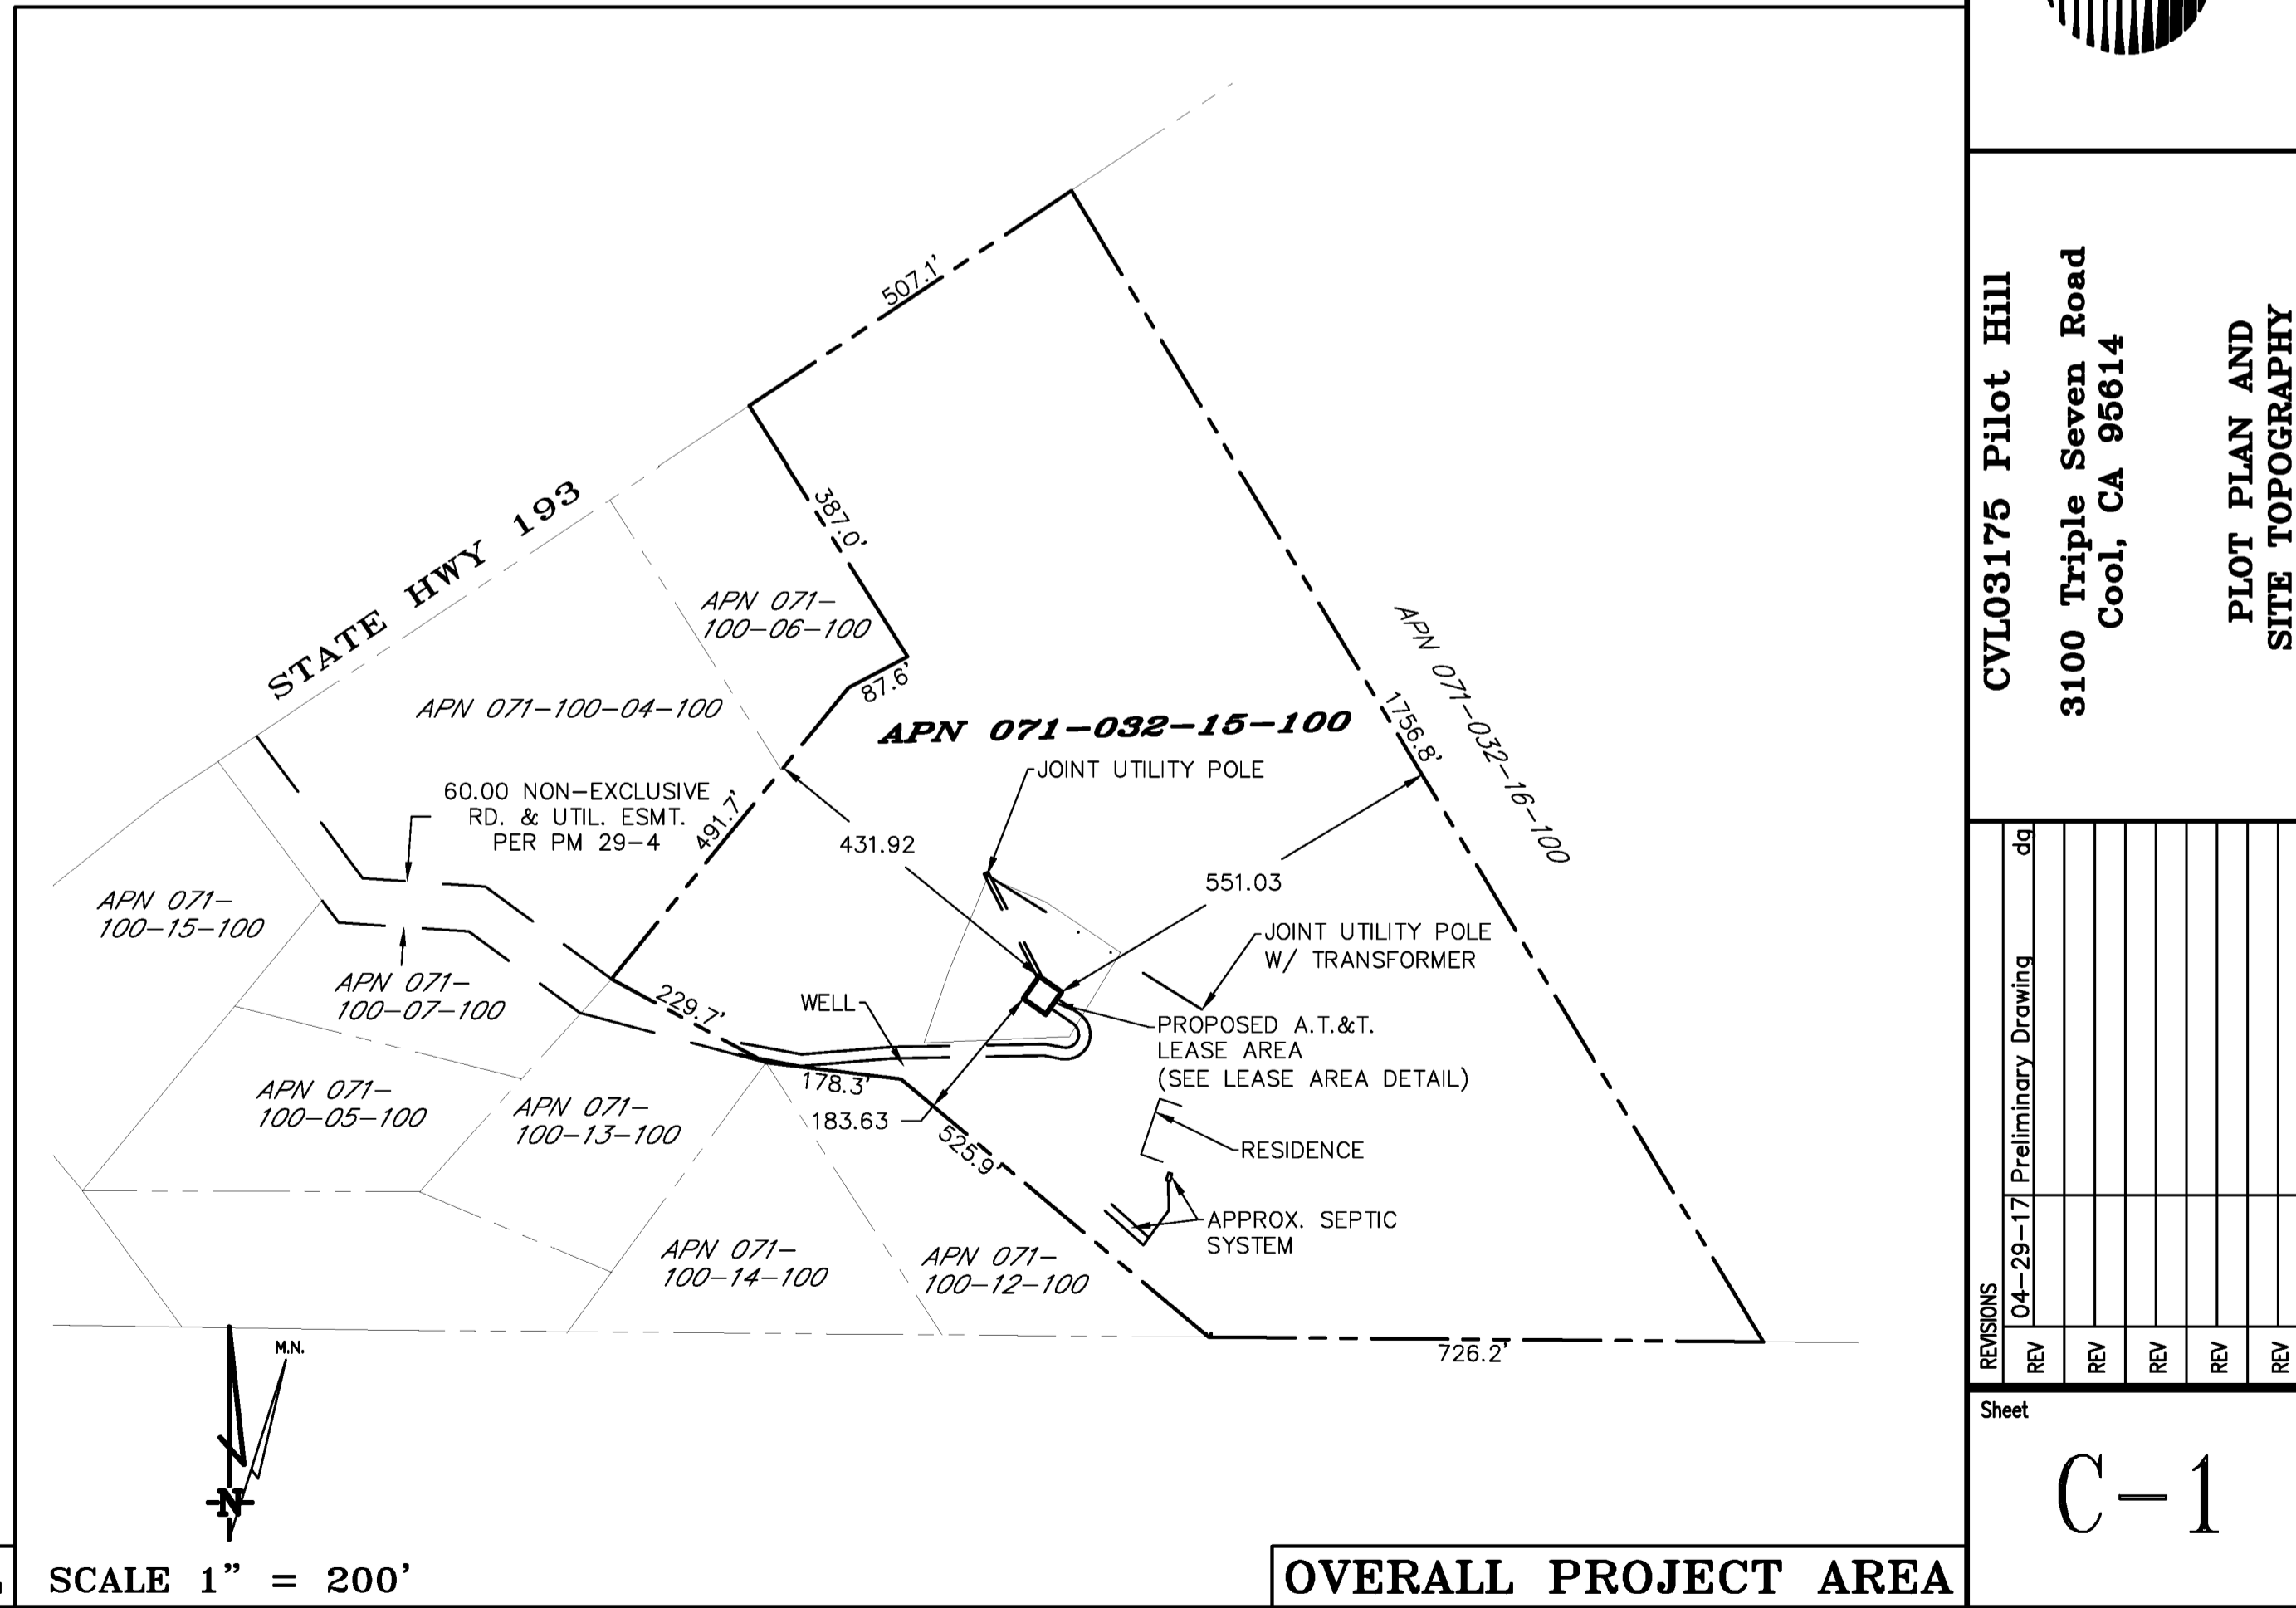 507.1'
387.0'
STATE HWY 193
APN 071-
100-06-100
87.6'
APN 071-100-04-100
APN 071-032-15-100
APN 071-032-16-100
1756.8'
JOINT UTILITY POLE
60.00 NON-EXCLUSIVE
RD. & UTIL. ESMT.
PER PM 29-4
491.7'
431.92
551.03
APN 071-
100-15-100
JOINT UTILITY POLE
W/ TRANSFORMER
APN 071-
100-07-100
229.7'
WELL
PROPOSED A.T.&T.
LEASE AREA
(SEE LEASE AREA DETAIL)
178.3'
183.63
525.9'
APN 071-
100-05-100
APN 071-
100-13-100
RESIDENCE
APPROX. SEPTIC
SYSTEM
APN 071-
100-14-100
APN 071-
100-12-100
726.2'
M.N.
N
SCALE 1" = 200'
OVERALL PROJECT AREA
CVL03175 Pilot Hill
3100 Triple Seven Road
Cool, CA 95614
PLOT PLAN AND
SITE TOPOGRAPHY
REVISIONS
REV 04-29-17 Preliminary Drawing dg
REV
REV
REV
REV
Sheet
C-1